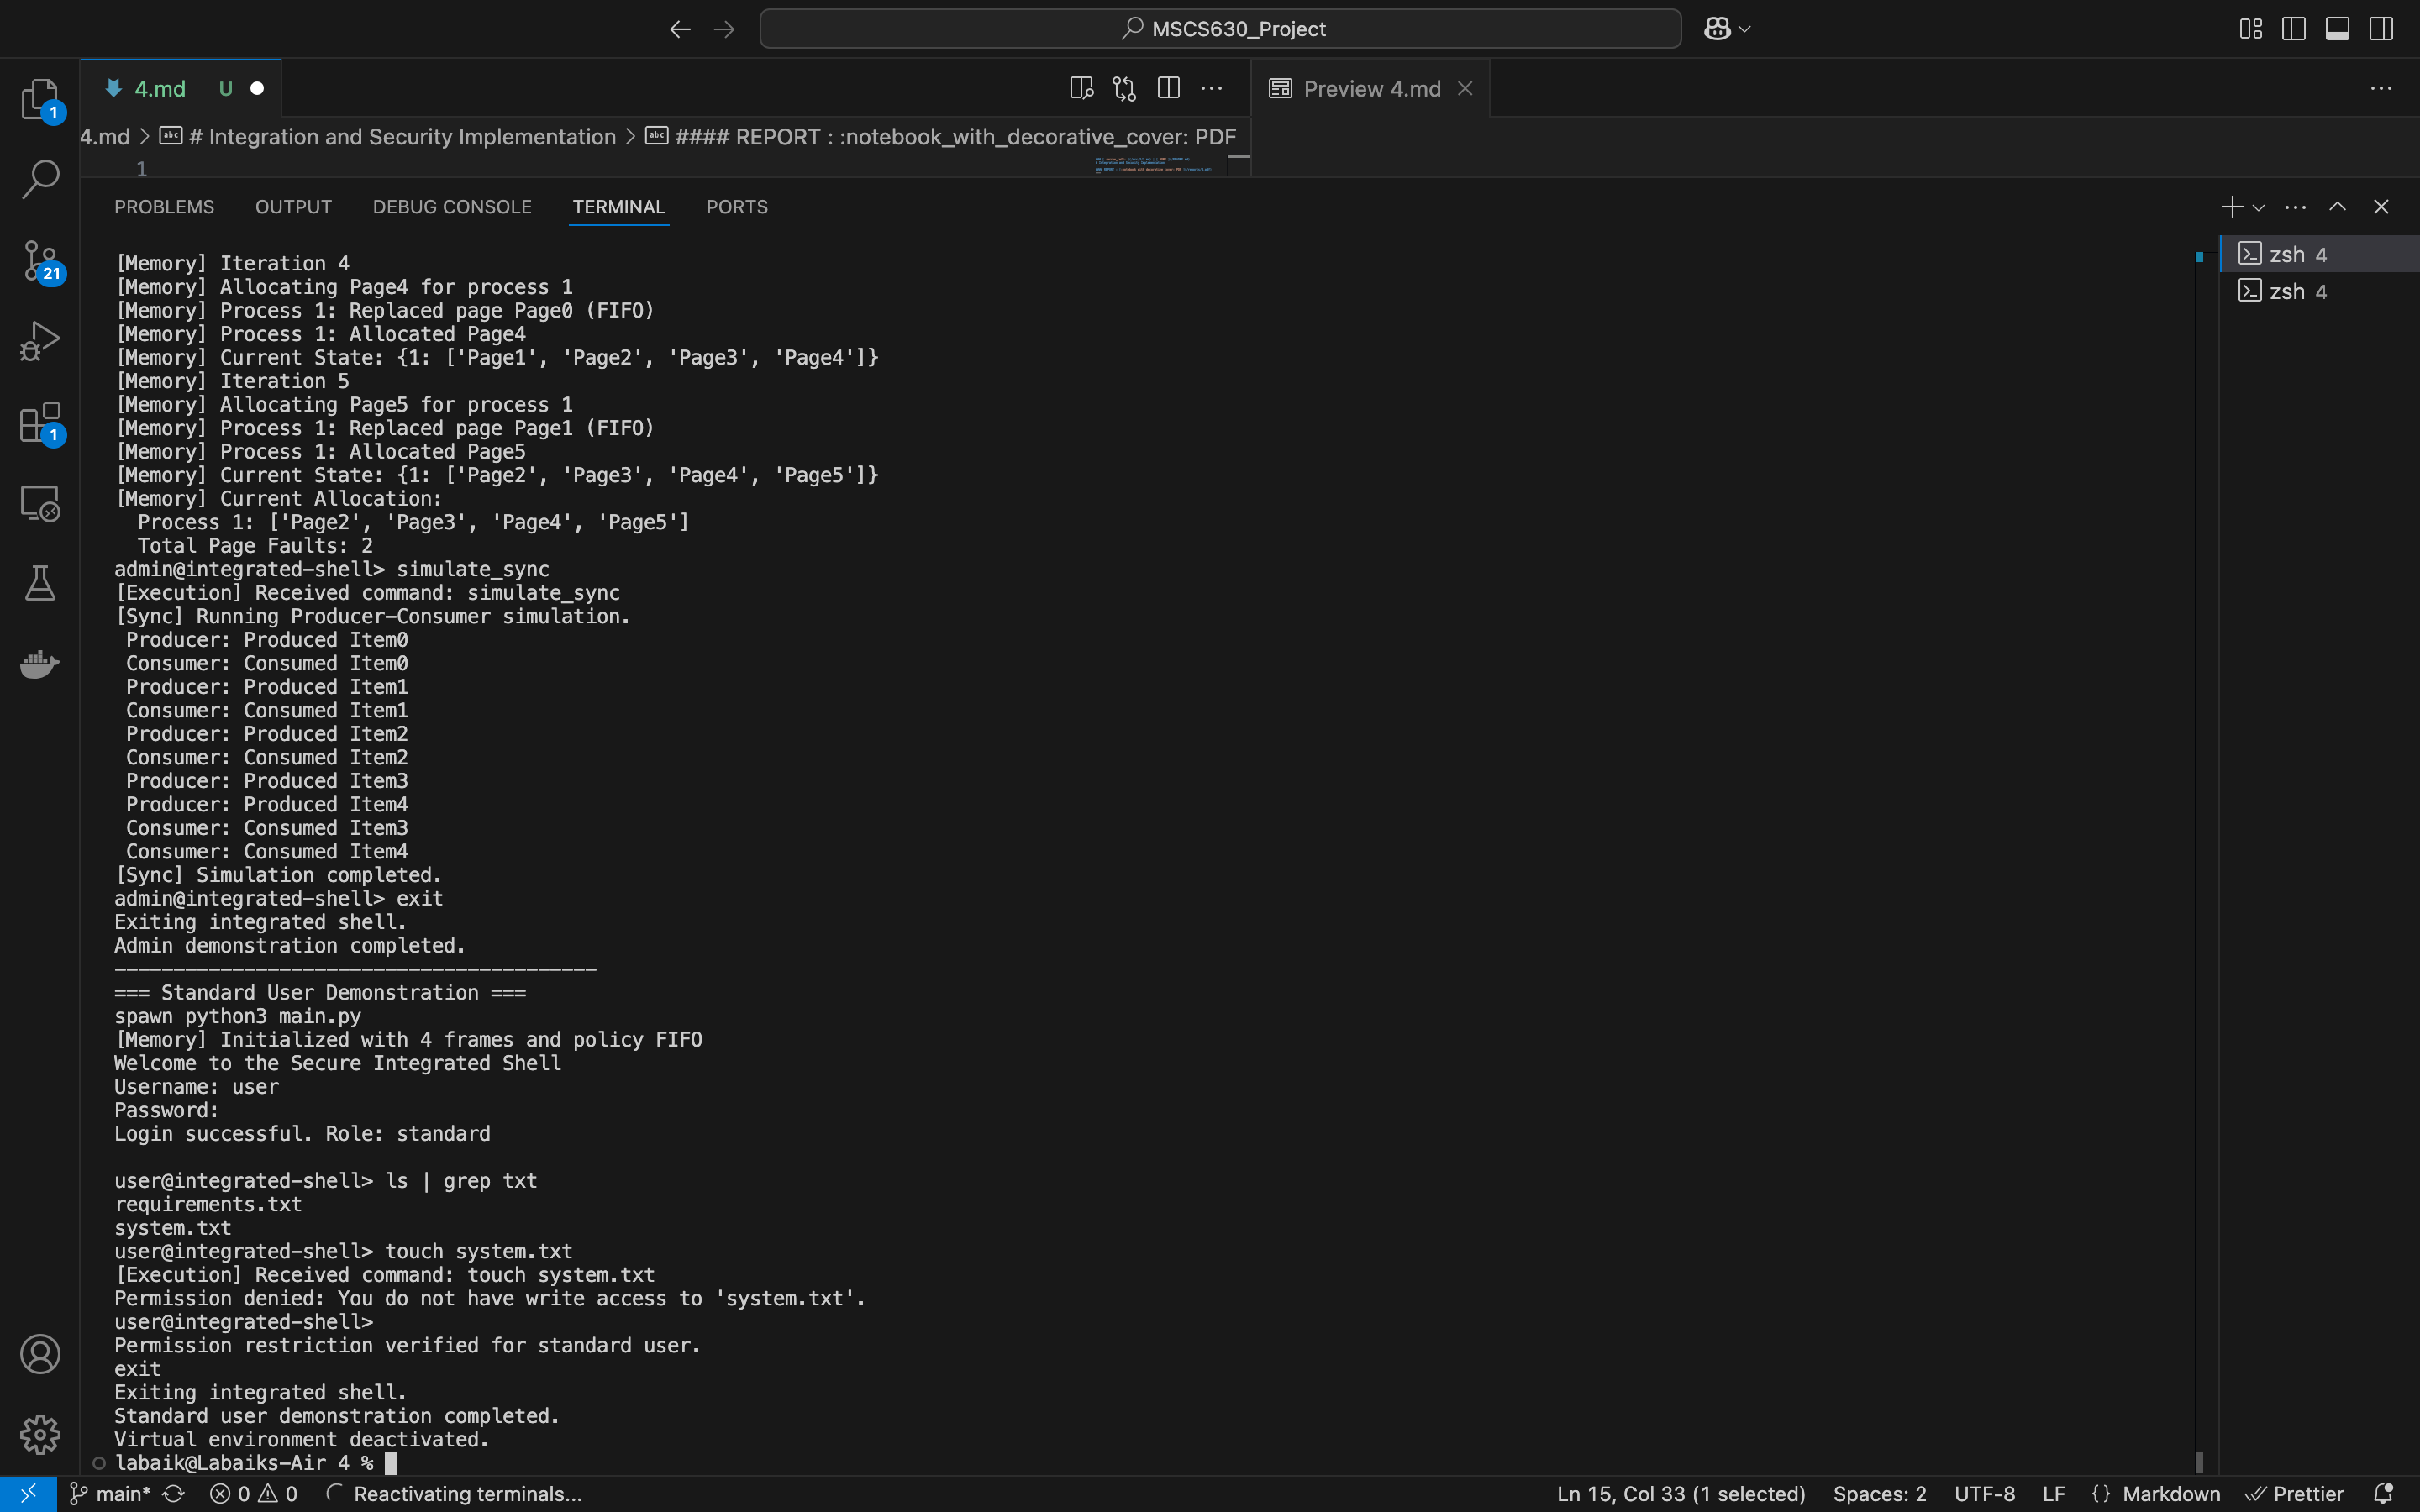 MSCS630_Project
4.md U
Preview 4.md
4.md > # Integration and Security Implementation > #### REPORT : :notebook_with_decorative_cover: PDF
1
1
21
1
PROBLEMS OUTPUT DEBUG CONSOLE TERMINAL PORTS
zsh 4
zsh 4
[Memory] Iteration 4
[Memory] Allocating Page4 for process 1
[Memory] Process 1: Replaced page Page0 (FIFO)
[Memory] Process 1: Allocated Page4
[Memory] Current State: {1: ['Page1', 'Page2', 'Page3', 'Page4']}
[Memory] Iteration 5
[Memory] Allocating Page5 for process 1
[Memory] Process 1: Replaced page Page1 (FIFO)
[Memory] Process 1: Allocated Page5
[Memory] Current State: {1: ['Page2', 'Page3', 'Page4', 'Page5']}
[Memory] Current Allocation:
Process 1: ['Page2', 'Page3', 'Page4', 'Page5']
Total Page Faults: 2
admin@integrated-shell> simulate_sync
[Execution] Received command: simulate_sync
[Sync] Running Producer-Consumer simulation.
Producer: Produced Item0
Consumer: Consumed Item0
Producer: Produced Item1
Consumer: Consumed Item1
Producer: Produced Item2
Consumer: Consumed Item2
Producer: Produced Item3
Producer: Produced Item4
Consumer: Consumed Item3
Consumer: Consumed Item4
[Sync] Simulation completed.
admin@integrated-shell> exit
Exiting integrated shell.
Admin demonstration completed.
-----------------------------------------
=== Standard User Demonstration ===
spawn python3 main.py
[Memory] Initialized with 4 frames and policy FIFO
Welcome to the Secure Integrated Shell
Username: user
Password:
Login successful. Role: standard
user@integrated-shell> ls | grep txt
requirements.txt
system.txt
user@integrated-shell> touch system.txt
[Execution] Received command: touch system.txt
Permission denied: You do not have write access to 'system.txt'.
user@integrated-shell>
Permission restriction verified for standard user.
exit
Exiting integrated shell.
Standard user demonstration completed.
Virtual environment deactivated.
labaik@Labaiks-Air 4 %
main* 0 0 Reactivating terminals... Ln 15, Col 33 (1 selected) Spaces: 2 UTF-8 LF {} Markdown Prettier